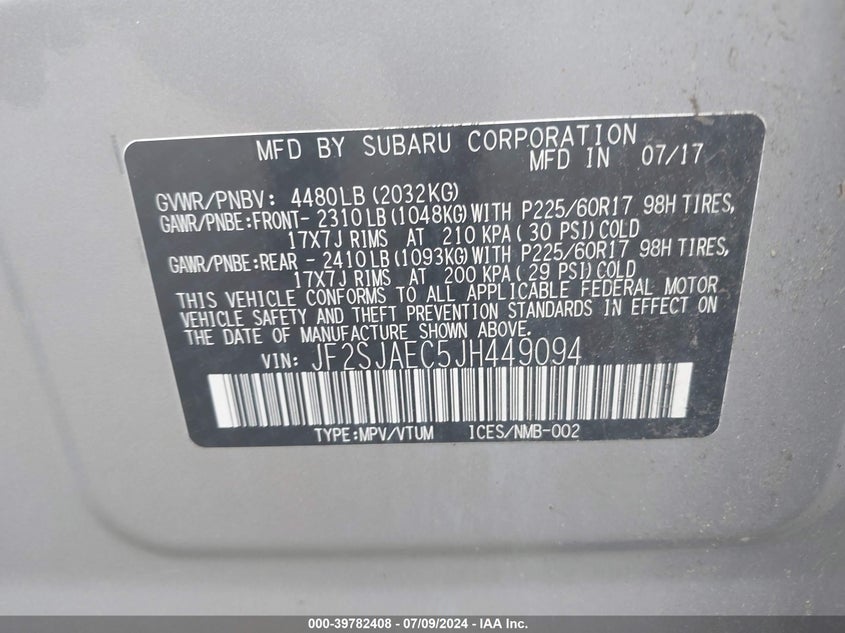 MFD BY SUBARU CORPORATION
MFD IN 07/17
GVWR/PNBV: 4480LB (2032KG)
GAWR/PNBE:FRONT- 2310LB (1048KG) WITH P225/60R17 98H TIRES,
17X7J RIMS AT 210 KPA ( 30 PSI) COLD
GAWR/PNBE:REAR - 2410LB (1093KG) WITH P225/60R17 98H TIRES,
17X7J RIMS AT 200 KPA ( 29 PSI) COLD
THIS VEHICLE CONFORMS TO ALL APPLICABLE FEDERAL MOTOR
VEHICLE SAFETY AND THEFT PREVENTION STANDARDS IN EFFECT ON
THE DATE OF MANUFACTURE SHOWN ABOVE.
VIN: JF2SJAEC5JH449094
TYPE:MPV/VTUM ICES/NMB-002
000-39782408 - 07/09/2024 - IAA Inc.